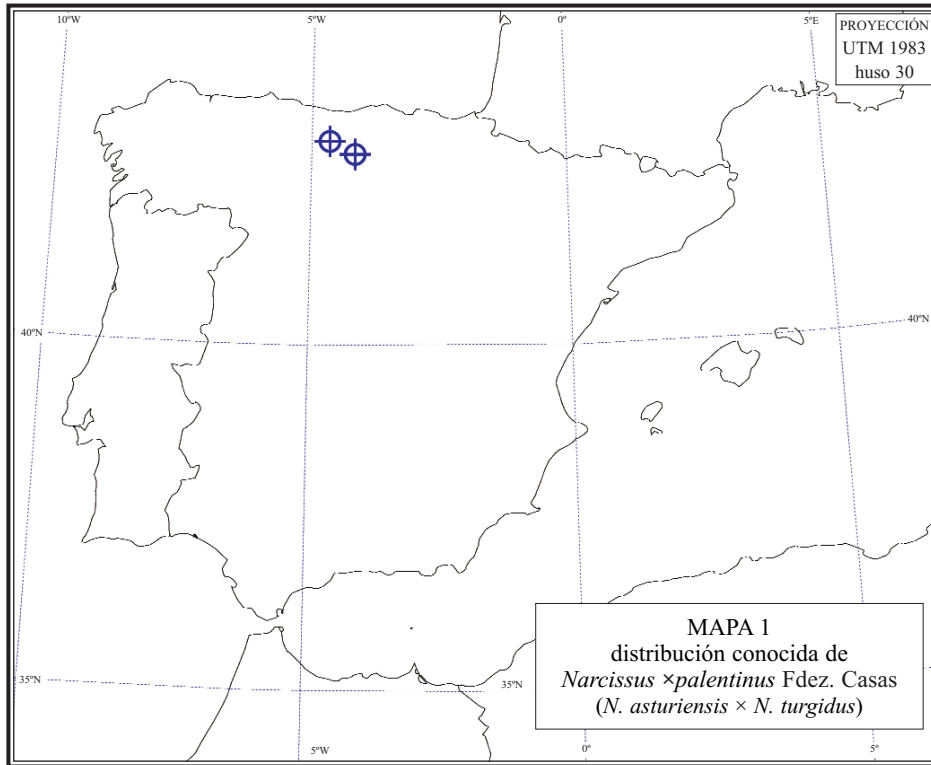 10ºW
5ºW
0º
5ºE
PROYECCIÓN
UTM 1983
huso 30
40ºN
40ºN
35ºN
35ºN
MAPA 1
distribución conocida de
Narcissus ×palentinus Fdez. Casas
(N. asturiensis × N. turgidus)
5ºW
0º
5º